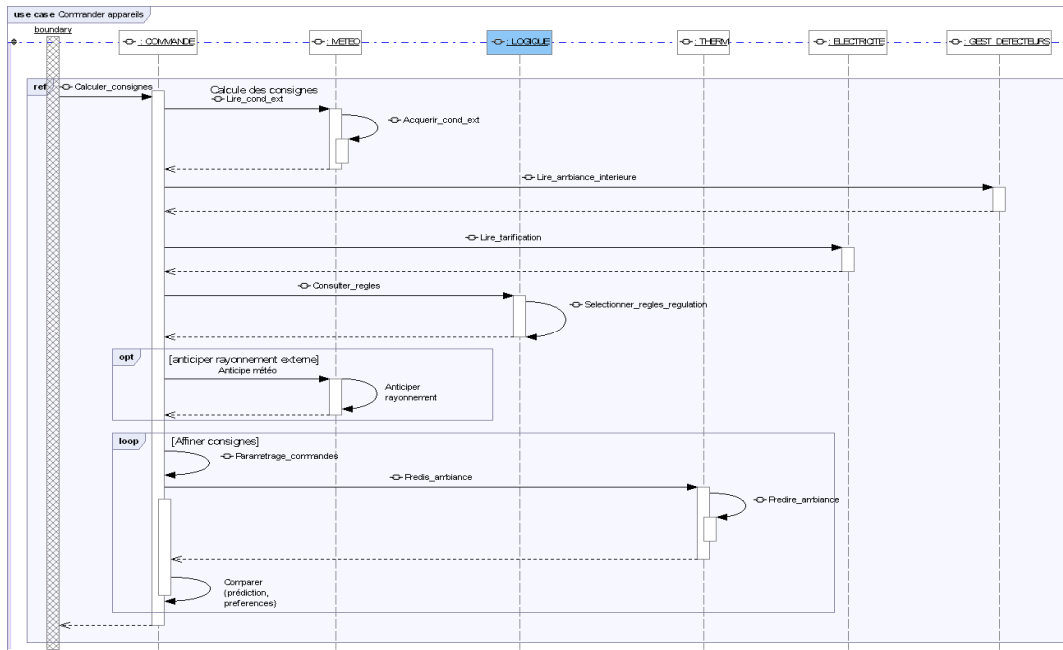 use case Commander appareils
boundary
: COMMANDE
: METEO
: LOGIQUE
: THERM
: ELECTRICITE
: GEST_DETECTEURS
ref
Calculer_consignes
Calcule des consignes
Lire_cond_ext
Acquerir_cond_ext
Lire_ambiance_interieure
Lire_tarification
Consulter_regles
Selectionner_regles_regulation
opt
[anticiper rayonnement externe]
Anticipe météo
Anticiper
rayonnement
loop
[Affiner consignes]
Parametrage_commandes
Predis_ambiance
Predire_ambiance
Comparer
(prédiction,
preferences)